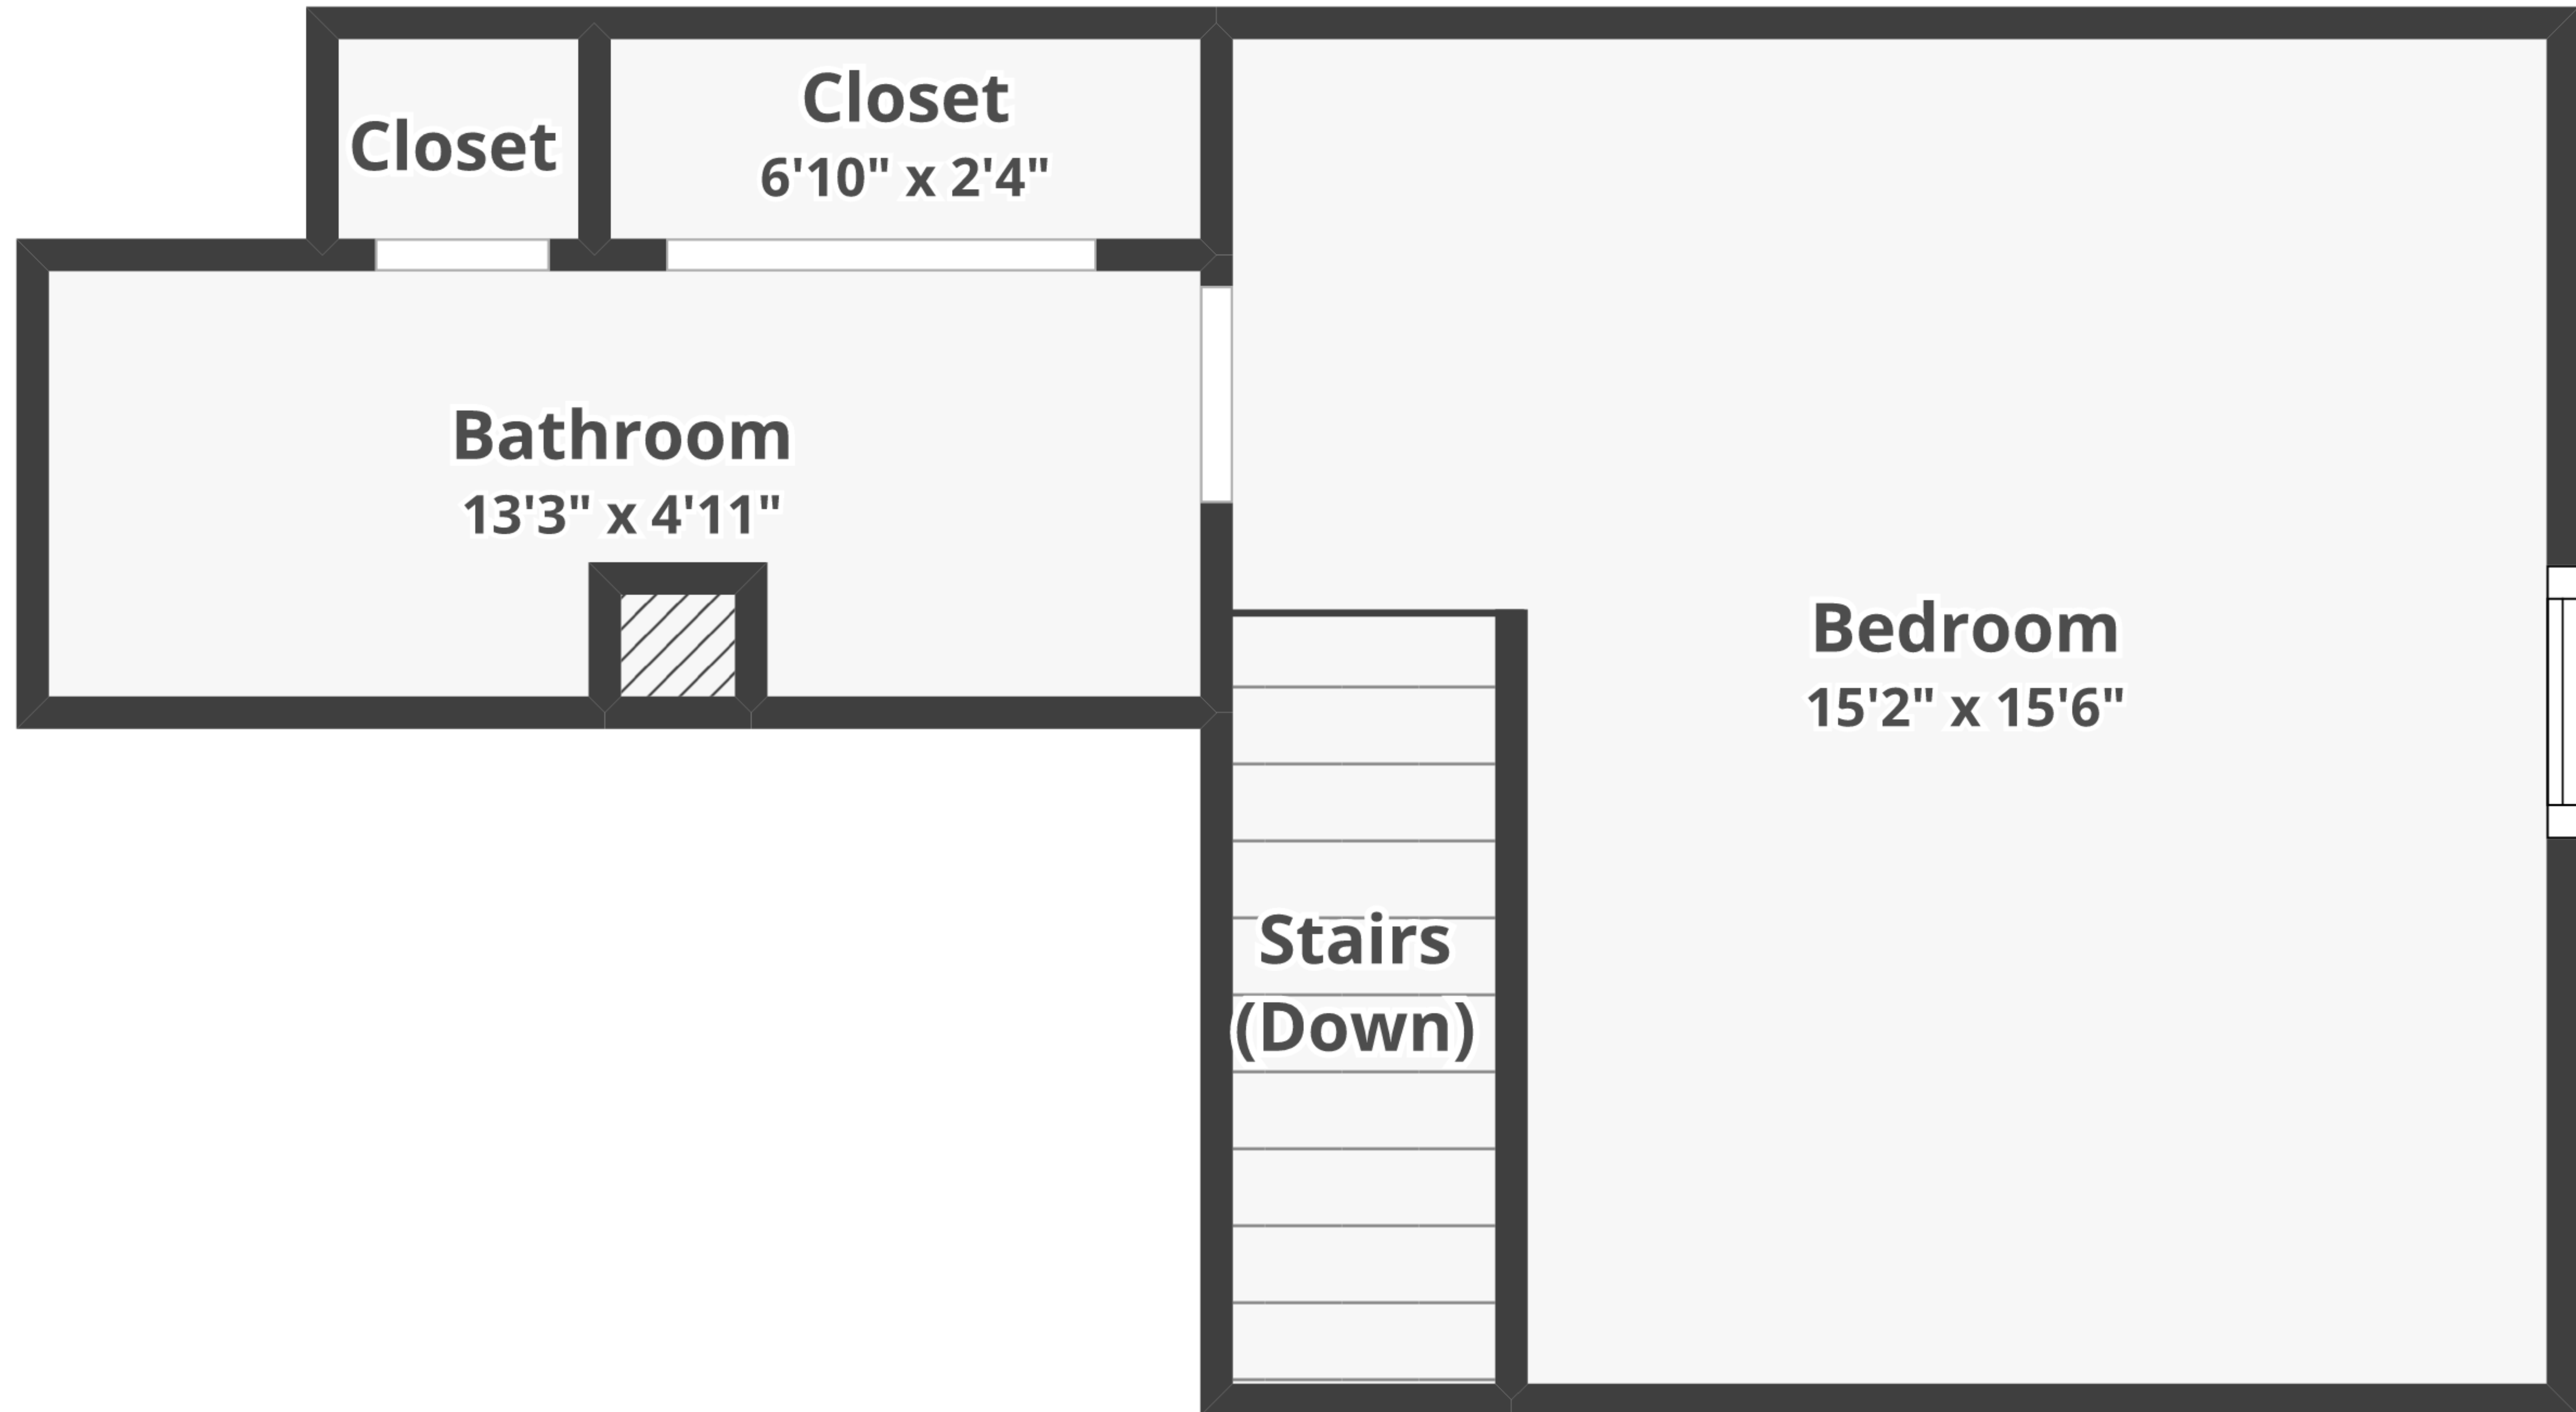 Closet
Closet
6'10" x 2'4"
Bathroom
13'3" x 4'11"
Bedroom
15'2" x 15'6"
Stairs
(Down)